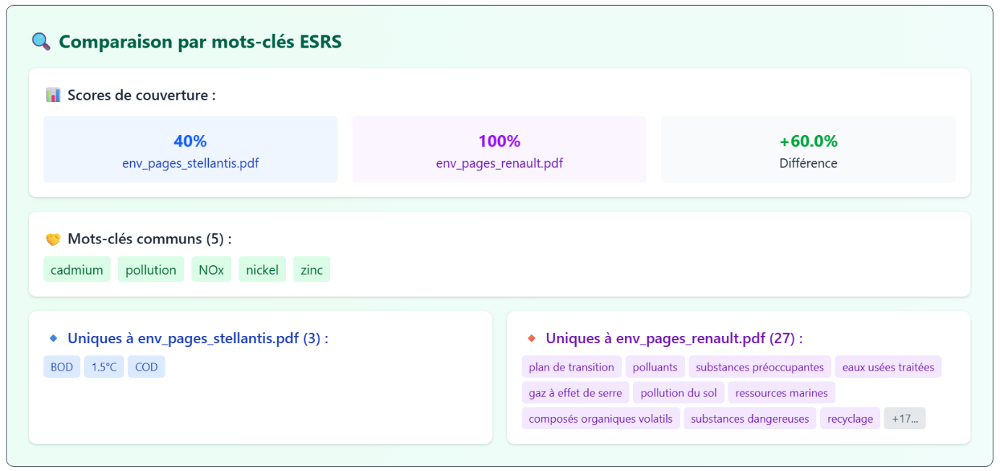 🔍 Comparaison par mots-clés ESRS
📊 Scores de couverture :
40%
env_pages_stellantis.pdf
100%
env_pages_renault.pdf
+60.0%
Différence
🤝 Mots-clés communs (5) :
cadmium pollution NOx nickel zinc
🔹 Uniques à env_pages_stellantis.pdf (3) :
BOD 1.5°C COD
🔸 Uniques à env_pages_renault.pdf (27) :
plan de transition polluants substances préoccupantes eaux usées traitées
gaz à effet de serre pollution du sol ressources marines
composés organiques volatils substances dangereuses recyclage +17...